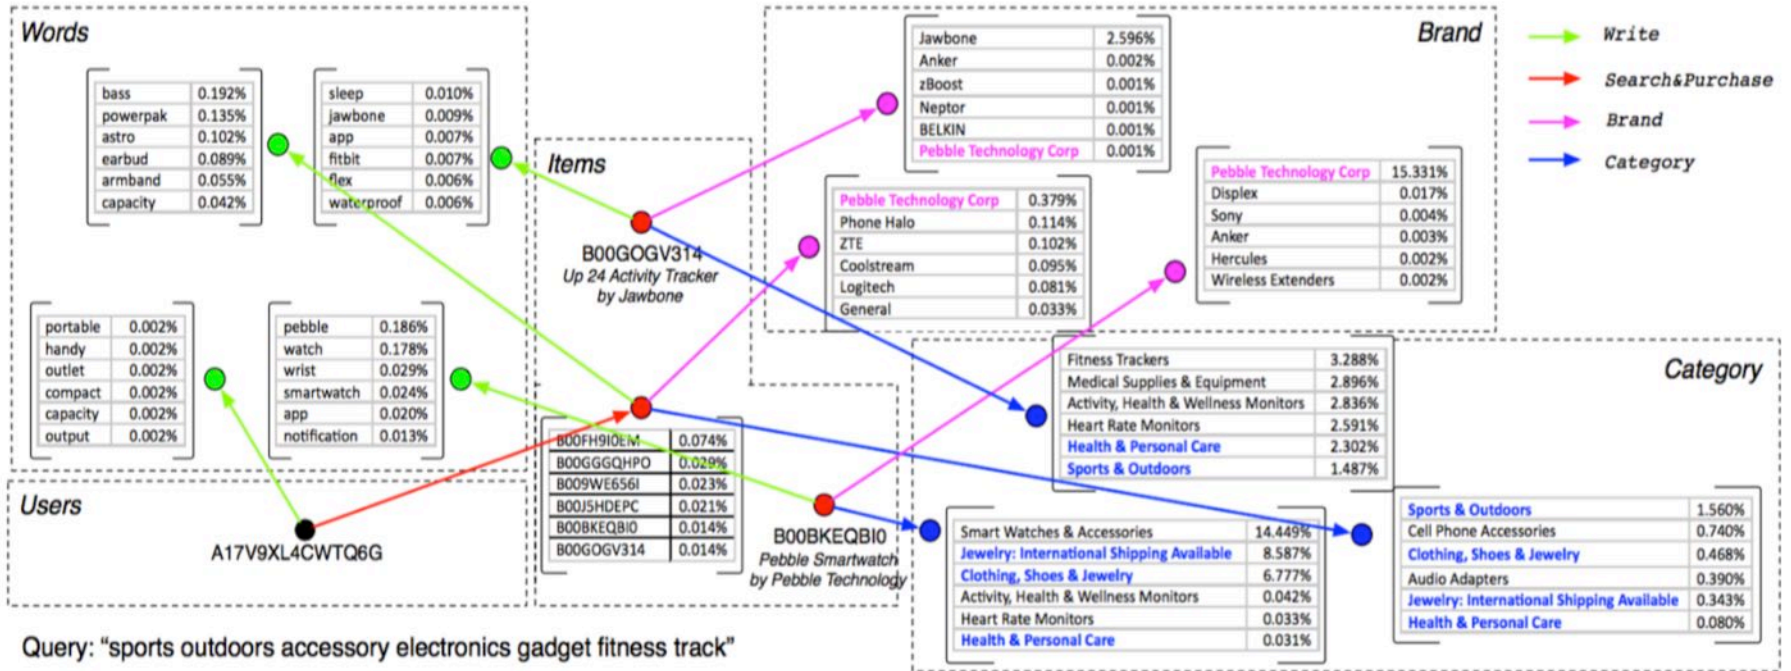 Words
bass 0.192%
powerpak 0.135%
astro 0.102%
earbud 0.089%
armband 0.055%
capacity 0.042%
sleep 0.010%
jawbone 0.009%
app 0.007%
fitbit 0.007%
flex 0.006%
waterproof 0.006%
portable 0.002%
handy 0.002%
outlet 0.002%
compact 0.002%
capacity 0.002%
output 0.002%
pebble 0.186%
watch 0.178%
wrist 0.029%
smartwatch 0.024%
app 0.020%
notification 0.013%
Users
A17V9XL4CWTQ6G
Items
B00GOGV314
Up 24 Activity Tracker
by Jawbone
B00FH9I0EM 0.074%
B00GGGQHPO 0.029%
B009WE656I 0.023%
B00J5HDEPC 0.021%
B00BKEQBI0 0.014%
B00GOGV314 0.014%
B00BKEQBI0
Pebble Smartwatch
by Pebble Technology
Brand
Jawbone 2.596%
Anker 0.002%
zBoost 0.001%
Neptor 0.001%
BELKIN 0.001%
Pebble Technology Corp 0.001%
Pebble Technology Corp 0.379%
Phone Halo 0.114%
ZTE 0.102%
Coolstream 0.095%
Logitech 0.081%
General 0.033%
Pebble Technology Corp 15.331%
Displex 0.017%
Sony 0.004%
Anker 0.003%
Hercules 0.002%
Wireless Extenders 0.002%
Write
Search&Purchase
Brand
Category
Category
Fitness Trackers 3.288%
Medical Supplies & Equipment 2.896%
Activity, Health & Wellness Monitors 2.836%
Heart Rate Monitors 2.591%
Health & Personal Care 2.302%
Sports & Outdoors 1.487%
Smart Watches & Accessories 14.449%
Jewelry: International Shipping Available 8.587%
Clothing, Shoes & Jewelry 6.777%
Activity, Health & Wellness Monitors 0.042%
Heart Rate Monitors 0.033%
Health & Personal Care 0.031%
Sports & Outdoors 1.560%
Cell Phone Accessories 0.740%
Clothing, Shoes & Jewelry 0.468%
Audio Adapters 0.390%
Jewelry: International Shipping Available 0.343%
Health & Personal Care 0.080%
Query: “sports outdoors accessory electronics gadget fitness track”